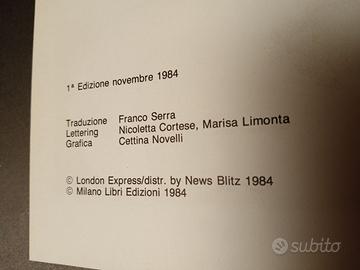 1ª Edizione novembre 1984
Traduzione Franco Serra
Lettering Nicoletta Cortese, Marisa Limonta
Grafica Cettina Novelli
© London Express/distr. by News Blitz 1984
© Milano Libri Edizioni 1984
subito